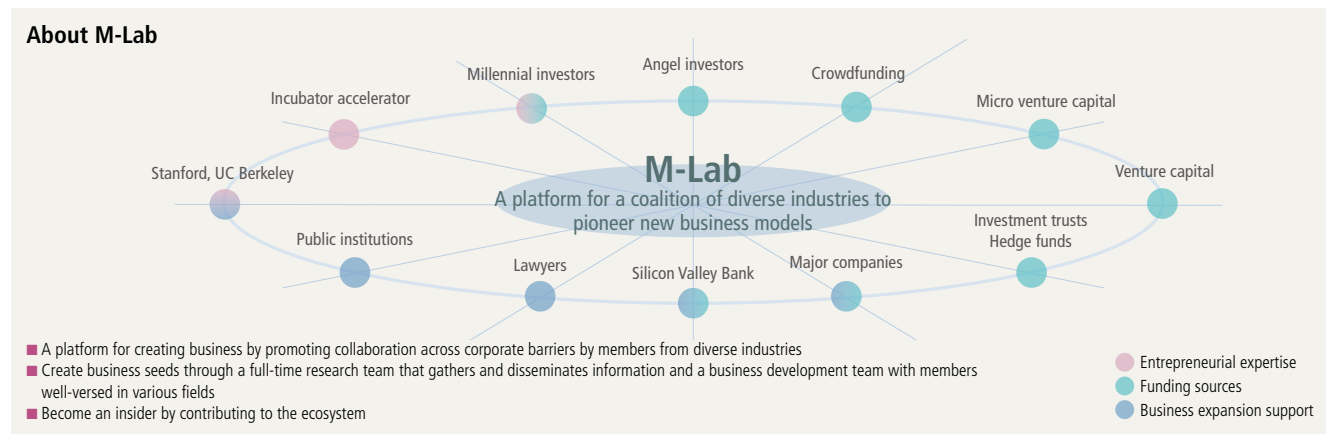 About M-Lab
Millennial investors
Angel investors
Crowdfunding
Incubator accelerator
Micro venture capital
Stanford, UC Berkeley
M-Lab
A platform for a coalition of diverse industries to
pioneer new business models
Venture capital
Public institutions
Lawyers
Silicon Valley Bank
Major companies
Investment trusts
Hedge funds
■ A platform for creating business by promoting collaboration across corporate barriers by members from diverse industries
■ Create business seeds through a full-time research team that gathers and disseminates information and a business development team with members
well-versed in various fields
■ Become an insider by contributing to the ecosystem
Entrepreneurial expertise
Funding sources
Business expansion support